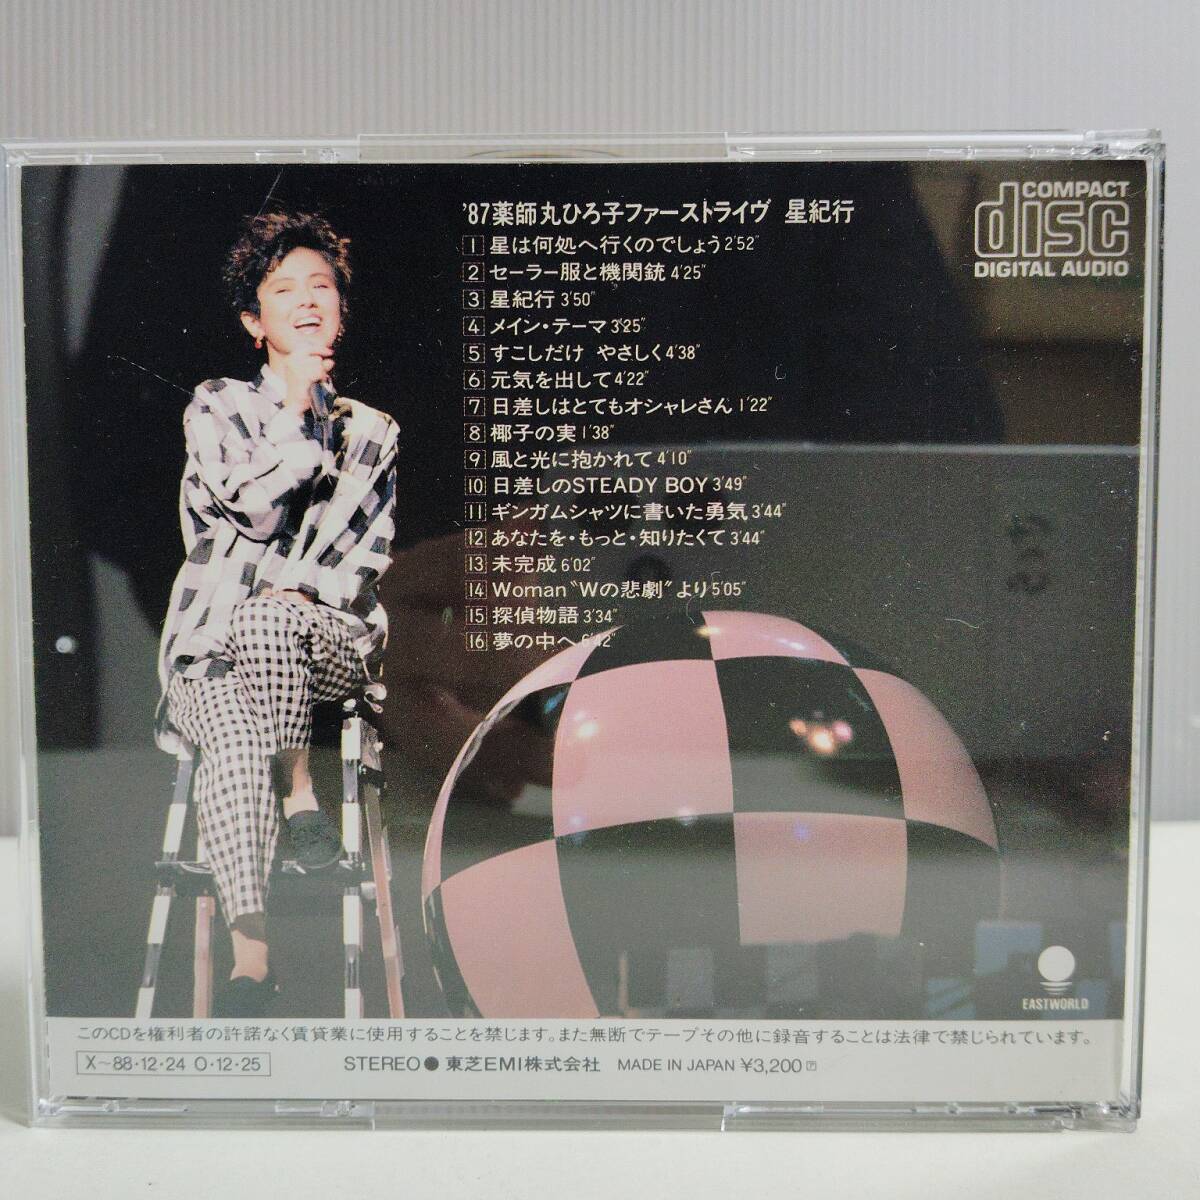 '87薬師丸ひろ子ファーストライヴ 星紀行
1 星は何処へ行くのでしょう 2'52"
2 セーラー服と機関銃 4'25"
3 星紀行 3'50"
4 メイン・テーマ 3'25"
5 すこしだけ やさしく 4'38"
6 元気を出して 4'22"
7 日差しはとてもオシャレさん 1'22"
8 椰子の実 1'38"
9 風と光に抱かれて 4'10"
10 日差しのSTEADY BOY 3'49"
11 ギンガムシャツに書いた勇気 3'44"
12 あなたを・もっと・知りたくて 3'44"
13 未完成 6'02"
14 Woman〝Wの悲劇〟より 5'05"
15 探偵物語 3'34"
16 夢の中へ 6'42"
COMPACT
disc
DIGITAL AUDIO
EASTWORLD
このCDを権利者の許諾なく賃貸業に使用することを禁じます。また無断でテープその他に録音することは法律で禁じられています。
X〜88・12・24 O・12・25 STEREO● 東芝EMI株式会社 MADE IN JAPAN ¥3,200